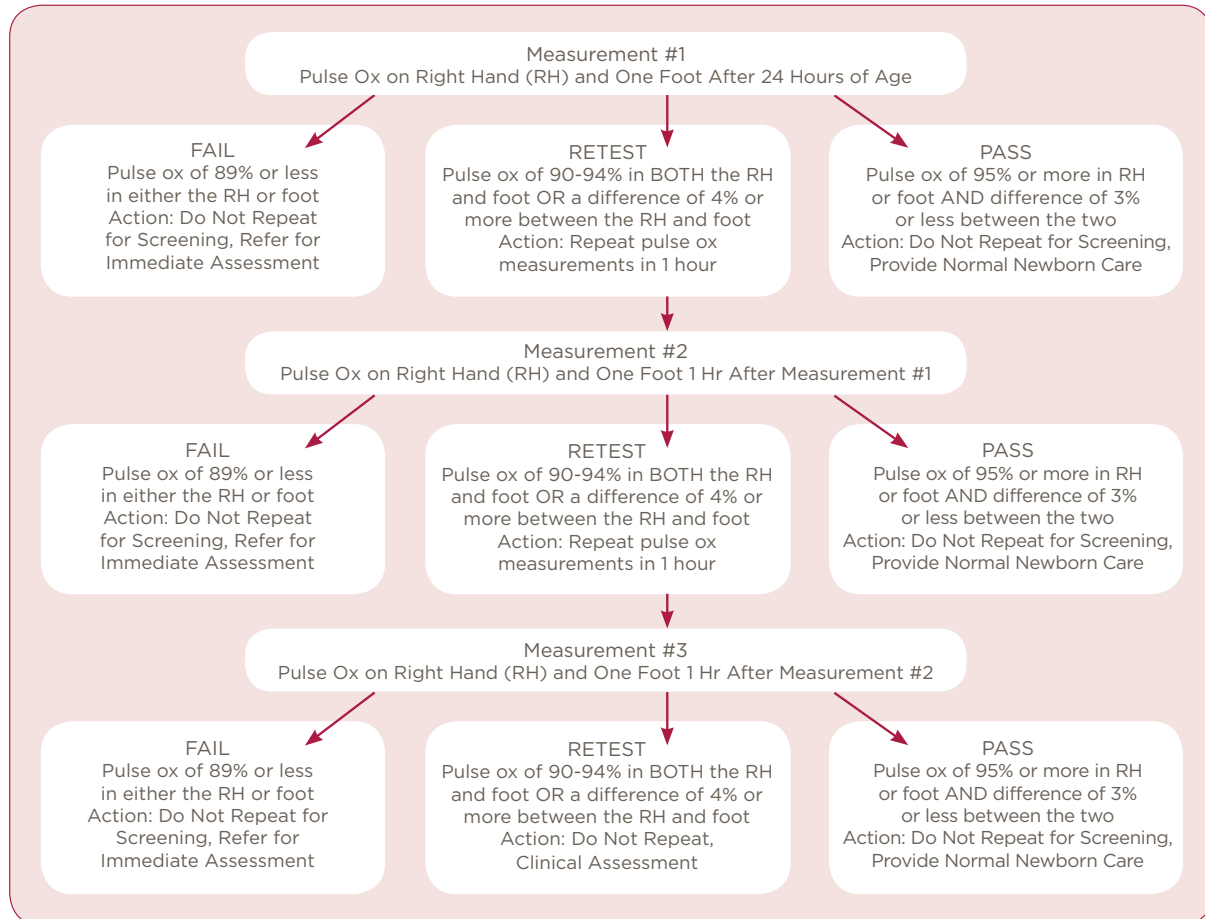 Measurement #1
Pulse Ox on Right Hand (RH) and One Foot After 24 Hours of Age
FAIL
Pulse ox of 89% or less
in either the RH or foot
Action: Do Not Repeat
for Screening, Refer for
Immediate Assessment
RETEST
Pulse ox of 90-94% in BOTH the RH
and foot OR a difference of 4% or
more between the RH and foot
Action: Repeat pulse ox
measurements in 1 hour
PASS
Pulse ox of 95% or more in RH
or foot AND difference of 3%
or less between the two
Action: Do Not Repeat for Screening,
Provide Normal Newborn Care
Measurement #2
Pulse Ox on Right Hand (RH) and One Foot 1 Hr After Measurement #1
FAIL
Pulse ox of 89% or less
in either the RH or foot
Action: Do Not Repeat
for Screening, Refer for
Immediate Assessment
RETEST
Pulse ox of 90-94% in BOTH the RH
and foot OR a difference of 4% or
more between the RH and foot
Action: Repeat pulse ox
measurements in 1 hour
PASS
Pulse ox of 95% or more in RH
or foot AND difference of 3%
or less between the two
Action: Do Not Repeat for Screening,
Provide Normal Newborn Care
Measurement #3
Pulse Ox on Right Hand (RH) and One Foot 1 Hr After Measurement #2
FAIL
Pulse ox of 89% or less
in either the RH or foot
Action: Do Not Repeat for
Screening, Refer for
Immediate Assessment
RETEST
Pulse ox of 90-94% in BOTH the RH
and foot OR a difference of 4% or
more between the RH and foot
Action: Do Not Repeat,
Clinical Assessment
PASS
Pulse ox of 95% or more in RH
or foot AND difference of 3%
or less between the two
Action: Do Not Repeat for Screening,
Provide Normal Newborn Care